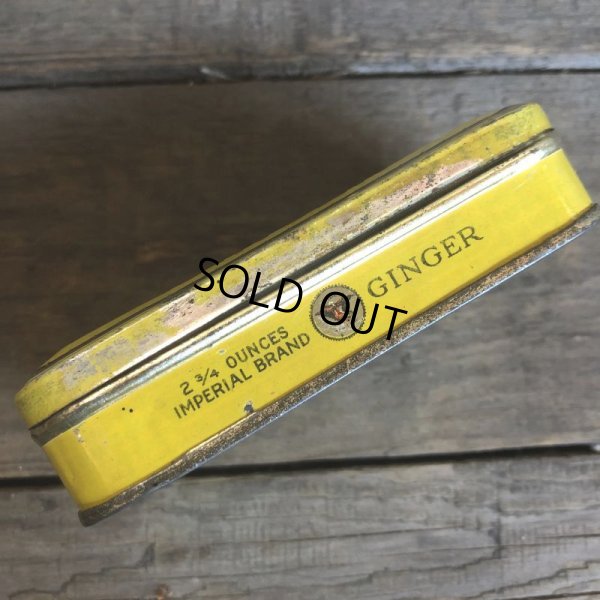 SOLD OUT
GINGER
2 3/4 OUNCES
IMPERIAL BRAND